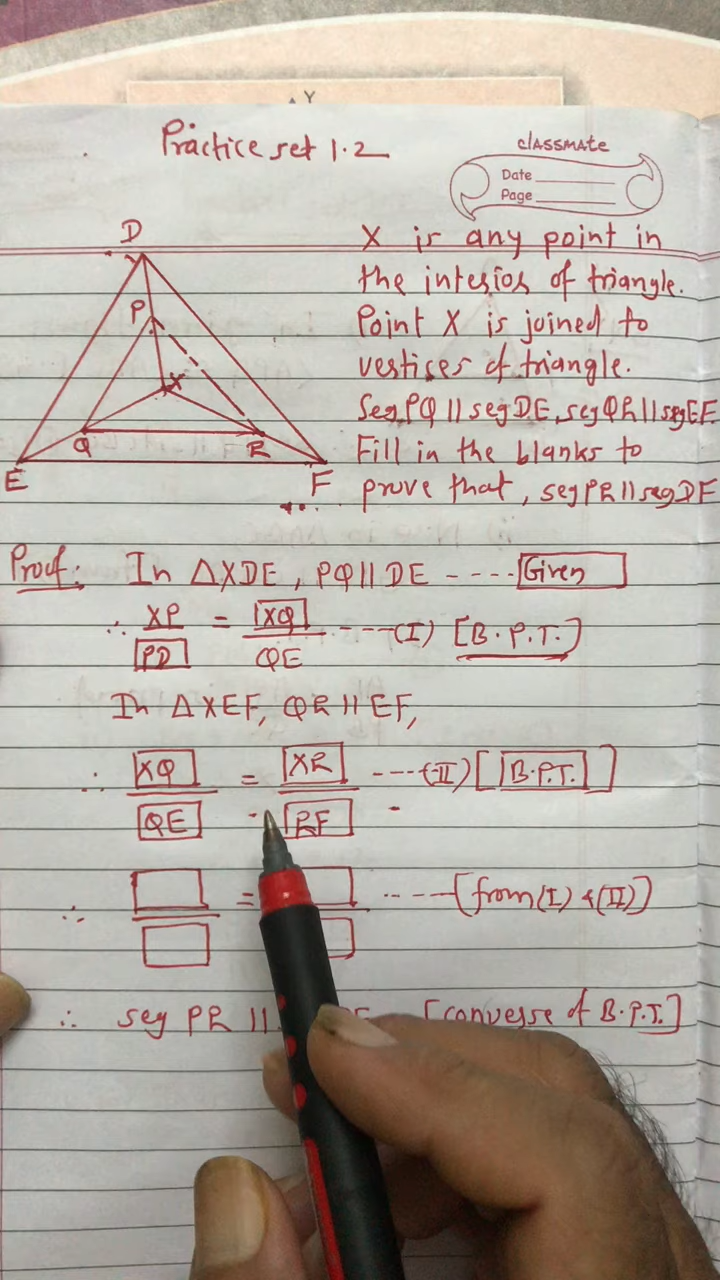 Y
Practice set 1.2
classmate
Date
Page
D
P
X
Q
R
E
F
X is any point in
the interior of triangle.
Point X is joined to
vertices of triangle.
Seg PQ || seg DE, seg QR || seg EF
Fill in the blanks to
prove that, seg PR || seg DF
Proof: In ΔXDE, PQ || DE ---- Given
∴ XP / PD = XQ / QE ---(I) [B.P.T.]
In ΔXEF, QR || EF,
∴ XQ / QE = XR / RF ---(II) [B.P.T.]
∴ = ---- [from (I) & (II)]
∴ seg PR || [converse of B.P.T.]